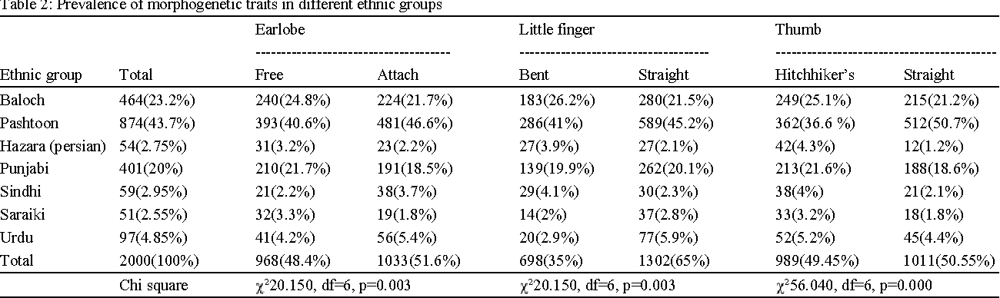 Table 2: Prevalence of morphogenetic traits in different ethnic groups
Earlobe Little finger Thumb
-------------------------------------- ------------------------------------- -------------------------------------------
Ethnic group Total Free Attach Bent Straight Hitchhiker's Straight
Baloch 464(23.2%) 240(24.8%) 224(21.7%) 183(26.2%) 280(21.5%) 249(25.1%) 215(21.2%)
Pashtoon 874(43.7%) 393(40.6%) 481(46.6%) 286(41%) 589(45.2%) 362(36.6 %) 512(50.7%)
Hazara (persian) 54(2.75%) 31(3.2%) 23(2.2%) 27(3.9%) 27(2.1%) 42(4.3%) 12(1.2%)
Punjabi 401(20%) 210(21.7%) 191(18.5%) 139(19.9%) 262(20.1%) 213(21.6%) 188(18.6%)
Sindhi 59(2.95%) 21(2.2%) 38(3.7%) 29(4.1%) 30(2.3%) 38(4%) 21(2.1%)
Saraiki 51(2.55%) 32(3.3%) 19(1.8%) 14(2%) 37(2.8%) 33(3.2%) 18(1.8%)
Urdu 97(4.85%) 41(4.2%) 56(5.4%) 20(2.9%) 77(5.9%) 52(5.2%) 45(4.4%)
Total 2000(100%) 968(48.4%) 1033(51.6%) 698(35%) 1302(65%) 989(49.45%) 1011(50.55%)
Chi square χ²20.150, df=6, p=0.003 χ²20.150, df=6, p=0.003 χ²56.040, df=6, p=0.000